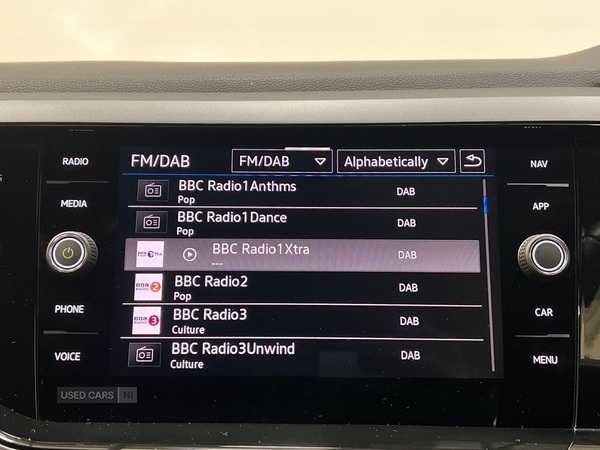 RADIO
MEDIA
PHONE
VOICE
FM/DAB FM/DAB Alphabetically
BBC Radio1Anthms DAB
Pop
BBC Radio1Dance DAB
Pop
BBC Radio1Xtra DAB
---
BBC Radio2 DAB
Pop
BBC Radio3 DAB
Culture
BBC Radio3Unwind DAB
Culture
NAV
APP
CAR
MENU
USED CARS NI